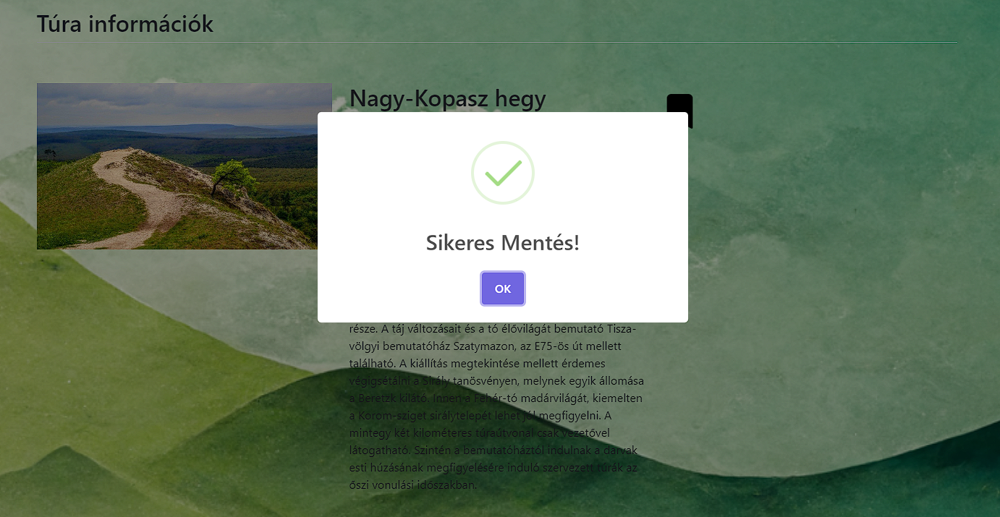 Túra információk
Nagy-Kopasz hegy
Sikeres Mentés!
OK
része. A táj változásait és a tó élővilágát bemutató Tisza-
völgyi bemutatóház Szatymazon, az E75-ös út mellett
található. A kiállítás megtekintése mellett érdemes
végigsétálni a Sirály tanösvényen, melynek egyik állomása
a Beretzk kilátó. Innen a Fehér-tó madárvilágát, kiemelten
a Korom-sziget sirálytelepét lehet jól megfigyelni. A
mintegy két kilométeres túraútvonal csak vezetővel
látogatható. Szintén a bemutatóháztól indulnak a darvak
esti húzásának megfigyelésére induló szervezett túrák az
őszi vonulási időszakban.